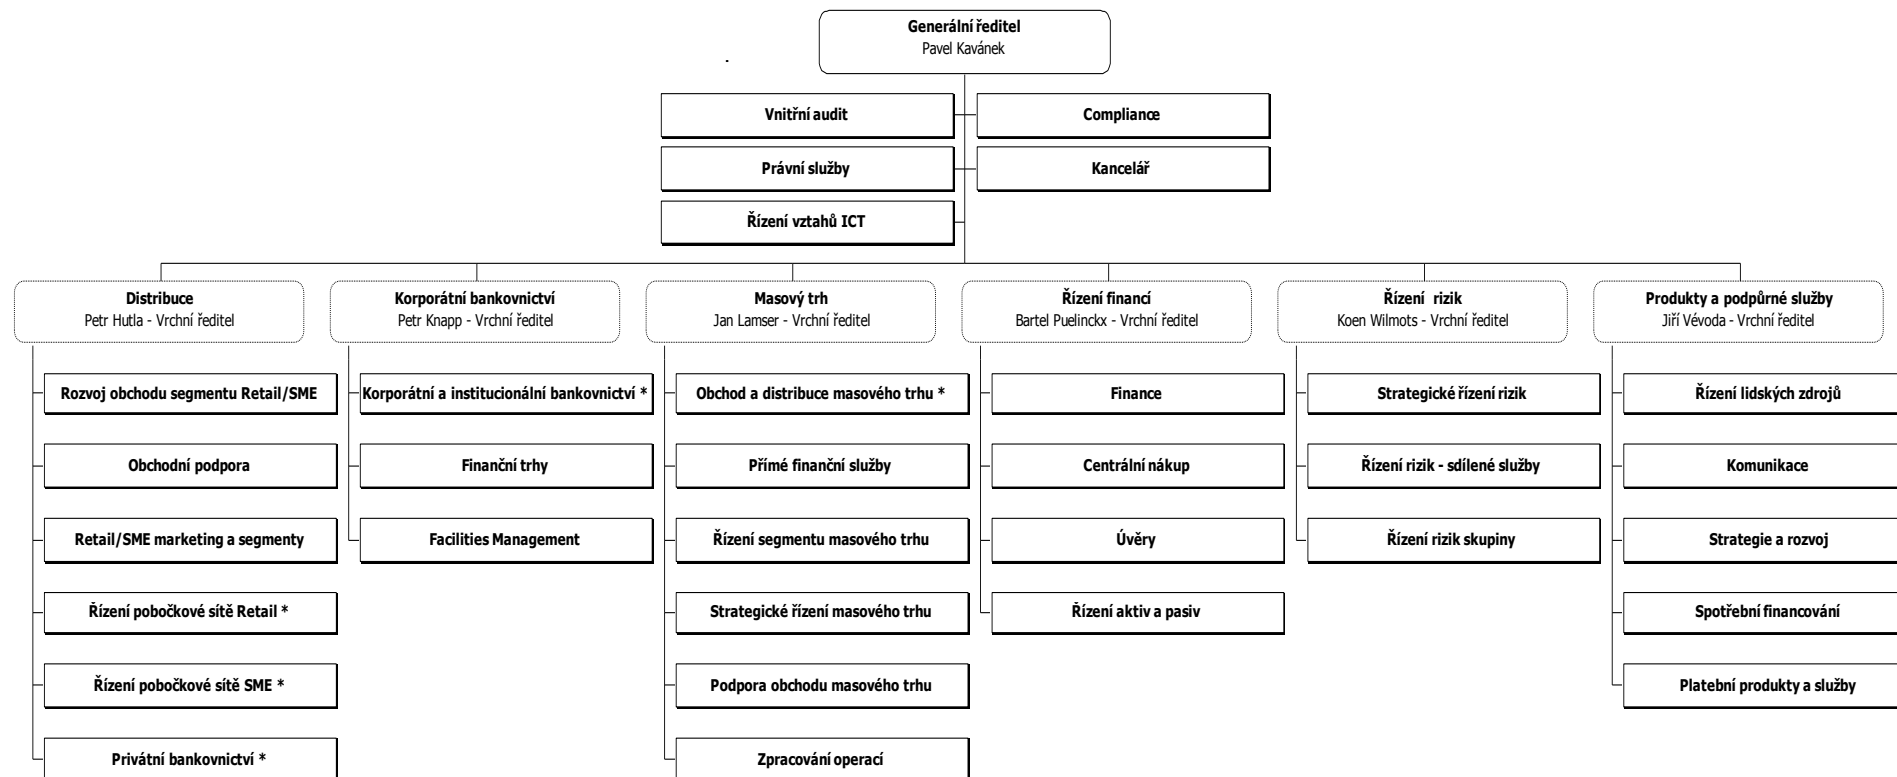 Generální ředitel
Pavel Kavánek
Vnitřní audit
Compliance
Právní služby
Kancelář
Řízení vztahů ICT
Distribuce
Petr Hutla - Vrchní ředitel
Korporátní bankovnictví
Petr Knapp - Vrchní ředitel
Masový trh
Jan Lamser - Vrchní ředitel
Řízení financí
Bartel Puelinckx - Vrchní ředitel
Řízení rizik
Koen Wilmots - Vrchní ředitel
Produkty a podpůrné služby
Jiří Vévoda - Vrchní ředitel
Rozvoj obchodu segmentu Retail/SME
Korporátní a institucionální bankovnictví *
Obchod a distribuce masového trhu *
Finance
Strategické řízení rizik
Řízení lidských zdrojů
Obchodní podpora
Finanční trhy
Přímé finanční služby
Centrální nákup
Řízení rizik - sdílené služby
Komunikace
Retail/SME marketing a segmenty
Facilities Management
Řízení segmentu masového trhu
Úvěry
Řízení rizik skupiny
Strategie a rozvoj
Řízení pobočkové sítě Retail *
Strategické řízení masového trhu
Řízení aktiv a pasiv
Spotřební financování
Řízení pobočkové sítě SME *
Podpora obchodu masového trhu
Platební produkty a služby
Privátní bankovnictví *
Zpracování operací